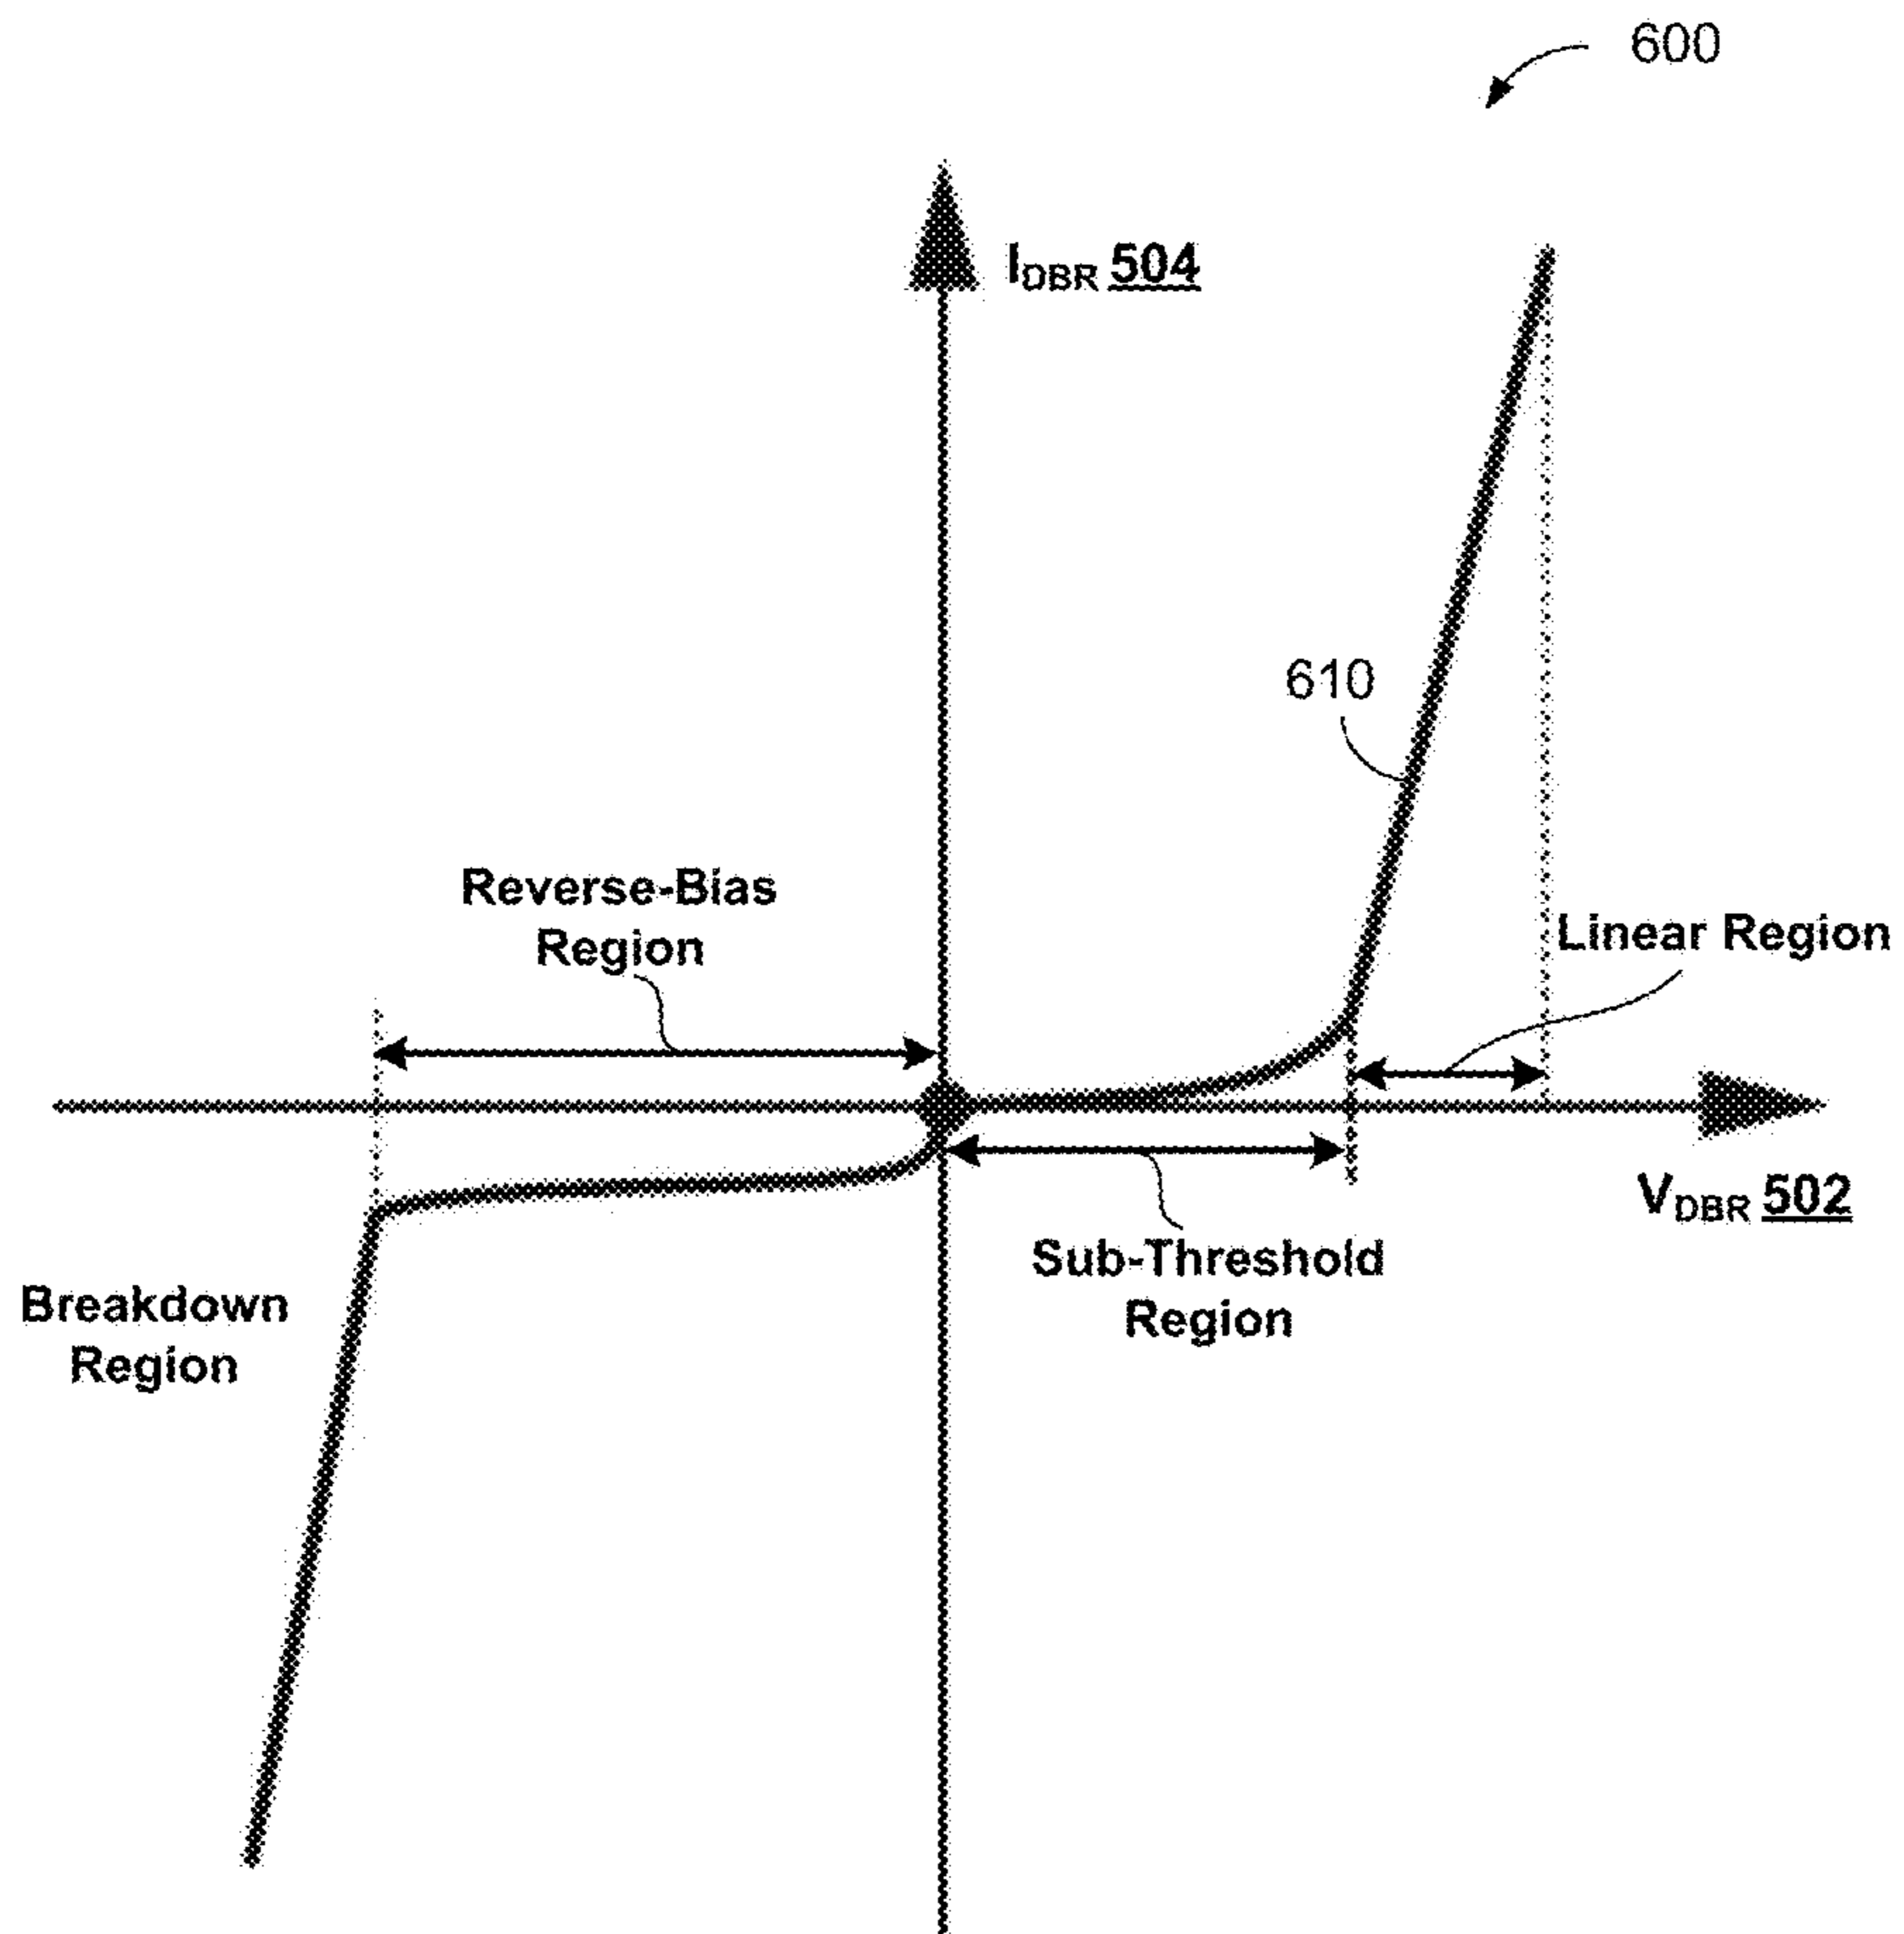 600
IDBR 504
610
Reverse-Bias
Region
Linear Region
VDBR 502
Sub-Threshold
Region
Breakdown
Region